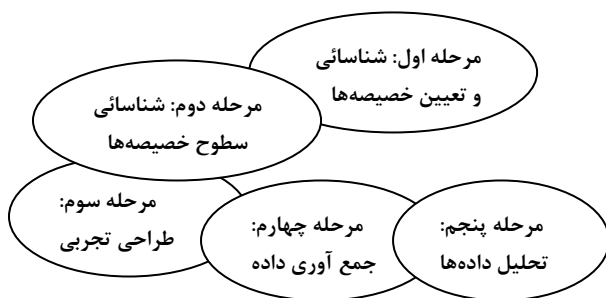 مرحله اول: شناسائی
و تعیین خصیصه‌ها
مرحله دوم: شناسائی
سطوح خصیصه‌ها
مرحله سوم:
طراحی تجربی
مرحله چهارم:
جمع آوری داده
مرحله پنجم:
تحلیل داده‌ها